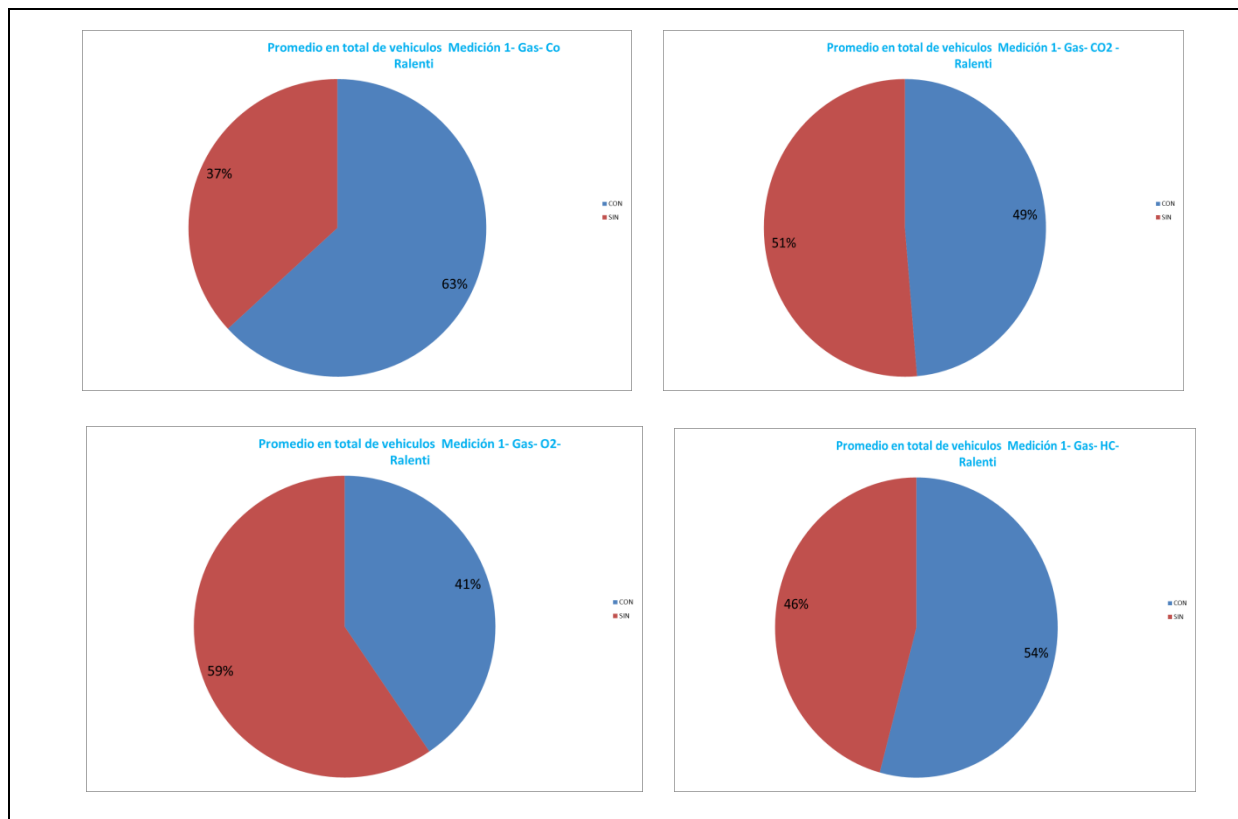 Promedio en total de vehiculos Medición 1- Gas- Co
Ralenti
37%
63%
CON
SIN
Promedio en total de vehiculos Medición 1- Gas- CO2 -
Ralenti
49%
51%
CON
SIN
Promedio en total de vehiculos Medición 1- Gas- O2-
Ralenti
41%
59%
CON
SIN
Promedio en total de vehiculos Medición 1- Gas- HC-
Ralenti
46%
54%
CON
SIN